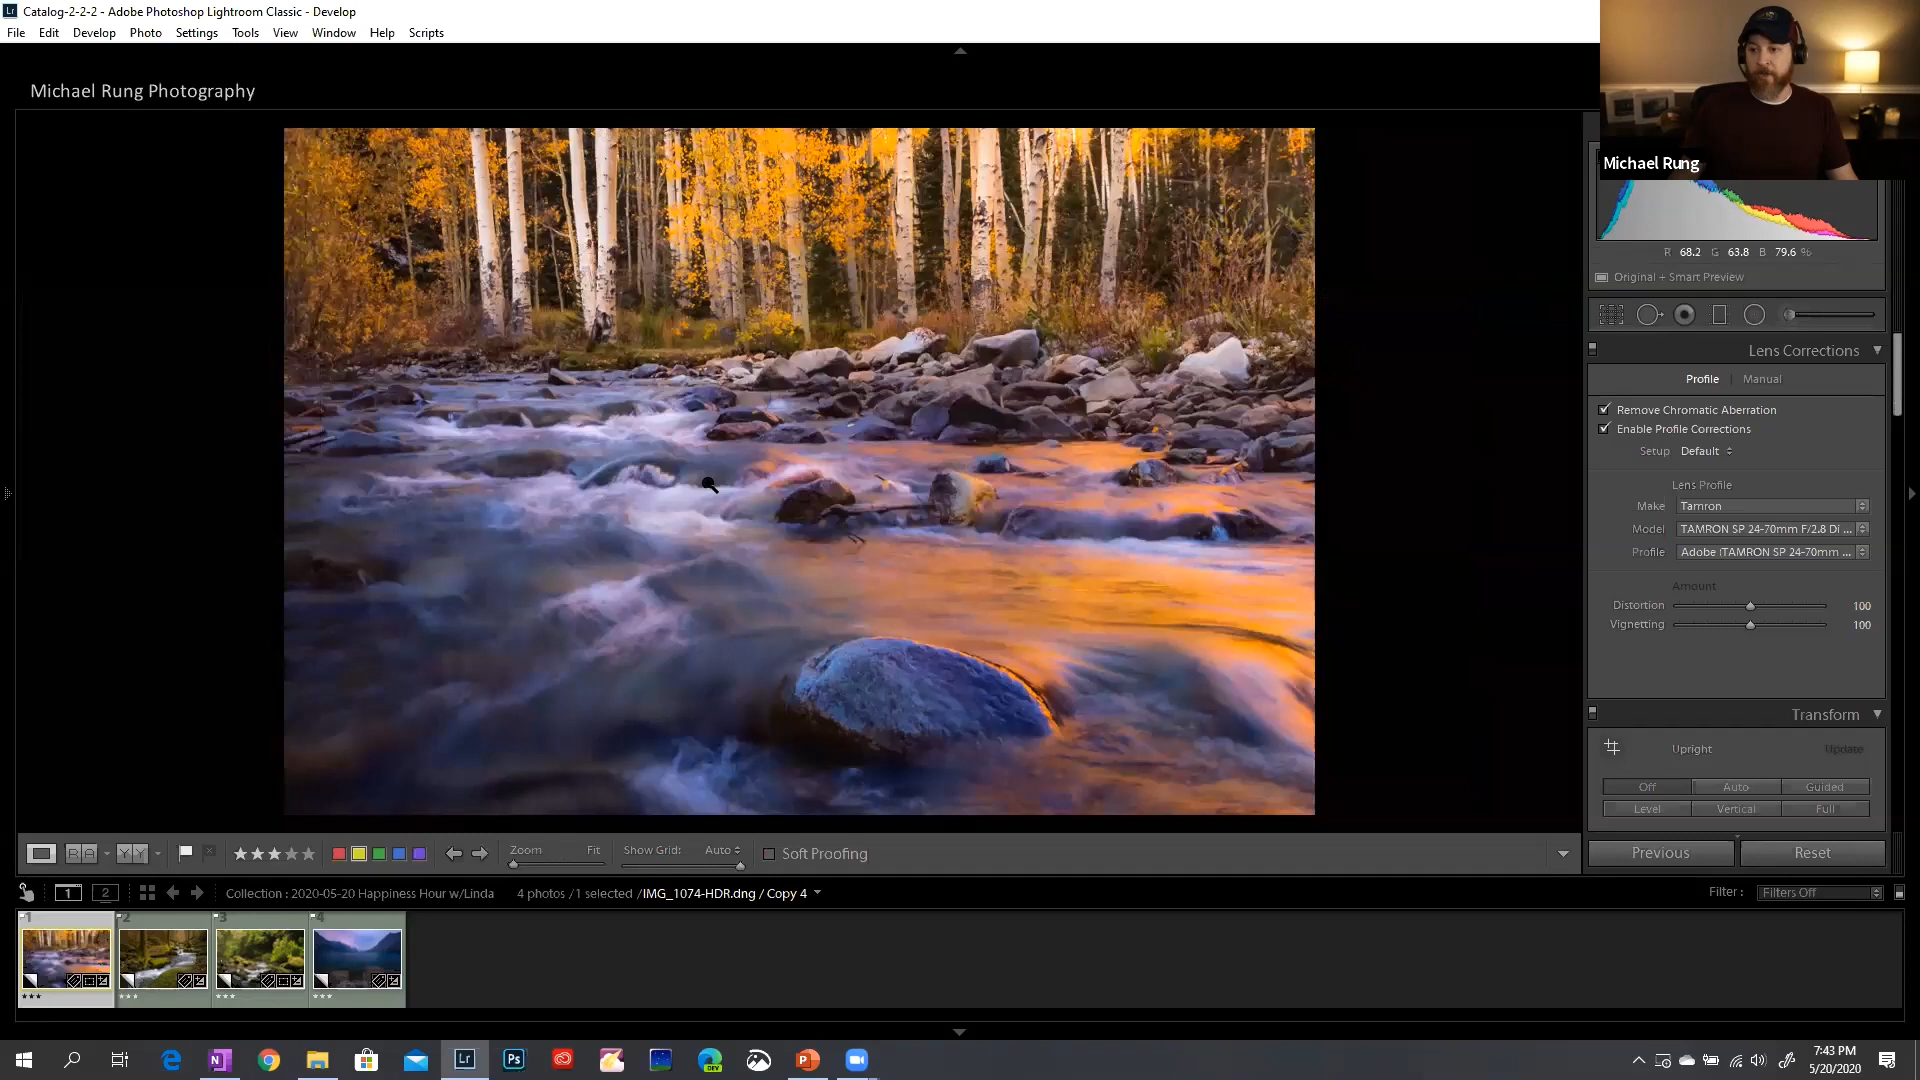 Catalog-2-2-2 - Adobe Photoshop Lightroom Classic - Develop
File Edit Develop Photo Settings Tools View Window Help Scripts
Michael Rung Photography
Michael Rung
R 68.2 G 63.8 B 79.6 %
Original + Smart Preview
Lens Corrections
Profile Manual
Remove Chromatic Aberration
Enable Profile Corrections
Setup Default
Lens Profile
Make Tamron
Model TAMRON SP 24-70mm F/2.8 Di ...
Profile Adobe (TAMRON SP 24-70mm ...
Amount
Distortion 100
Vignetting 100
Transform
Upright Update
Off Auto Guided
Level Vertical Full
Zoom Fit Show Grid: Auto Soft Proofing
Previous Reset
1 2 Collection : 2020-05-20 Happiness Hour w/Linda 4 photos / 1 selected / IMG_1074-HDR.dng / Copy 4
Filter : Filters Off
1 2 3 4
7:43 PM
5/20/2020